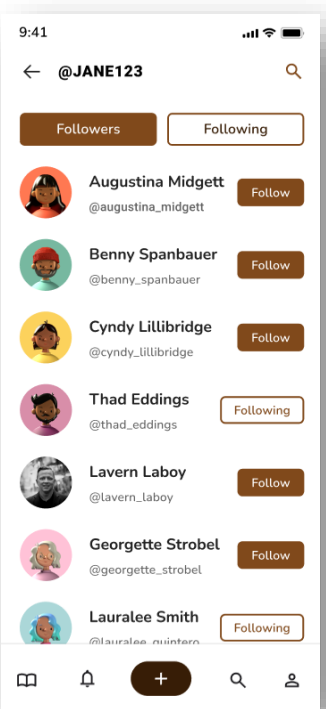 9:41
@JANE123
Followers Following
Augustina Midgett
@augustina_midgett
Follow
Benny Spanbauer
@benny_spanbauer
Follow
Cyndy Lillibridge
@cyndy_lillibridge
Follow
Thad Eddings
@thad_eddings
Following
Lavern Laboy
@lavern_laboy
Follow
Georgette Strobel
@georgette_strobel
Follow
Lauralee Smith
@lauralee_quintero
Following